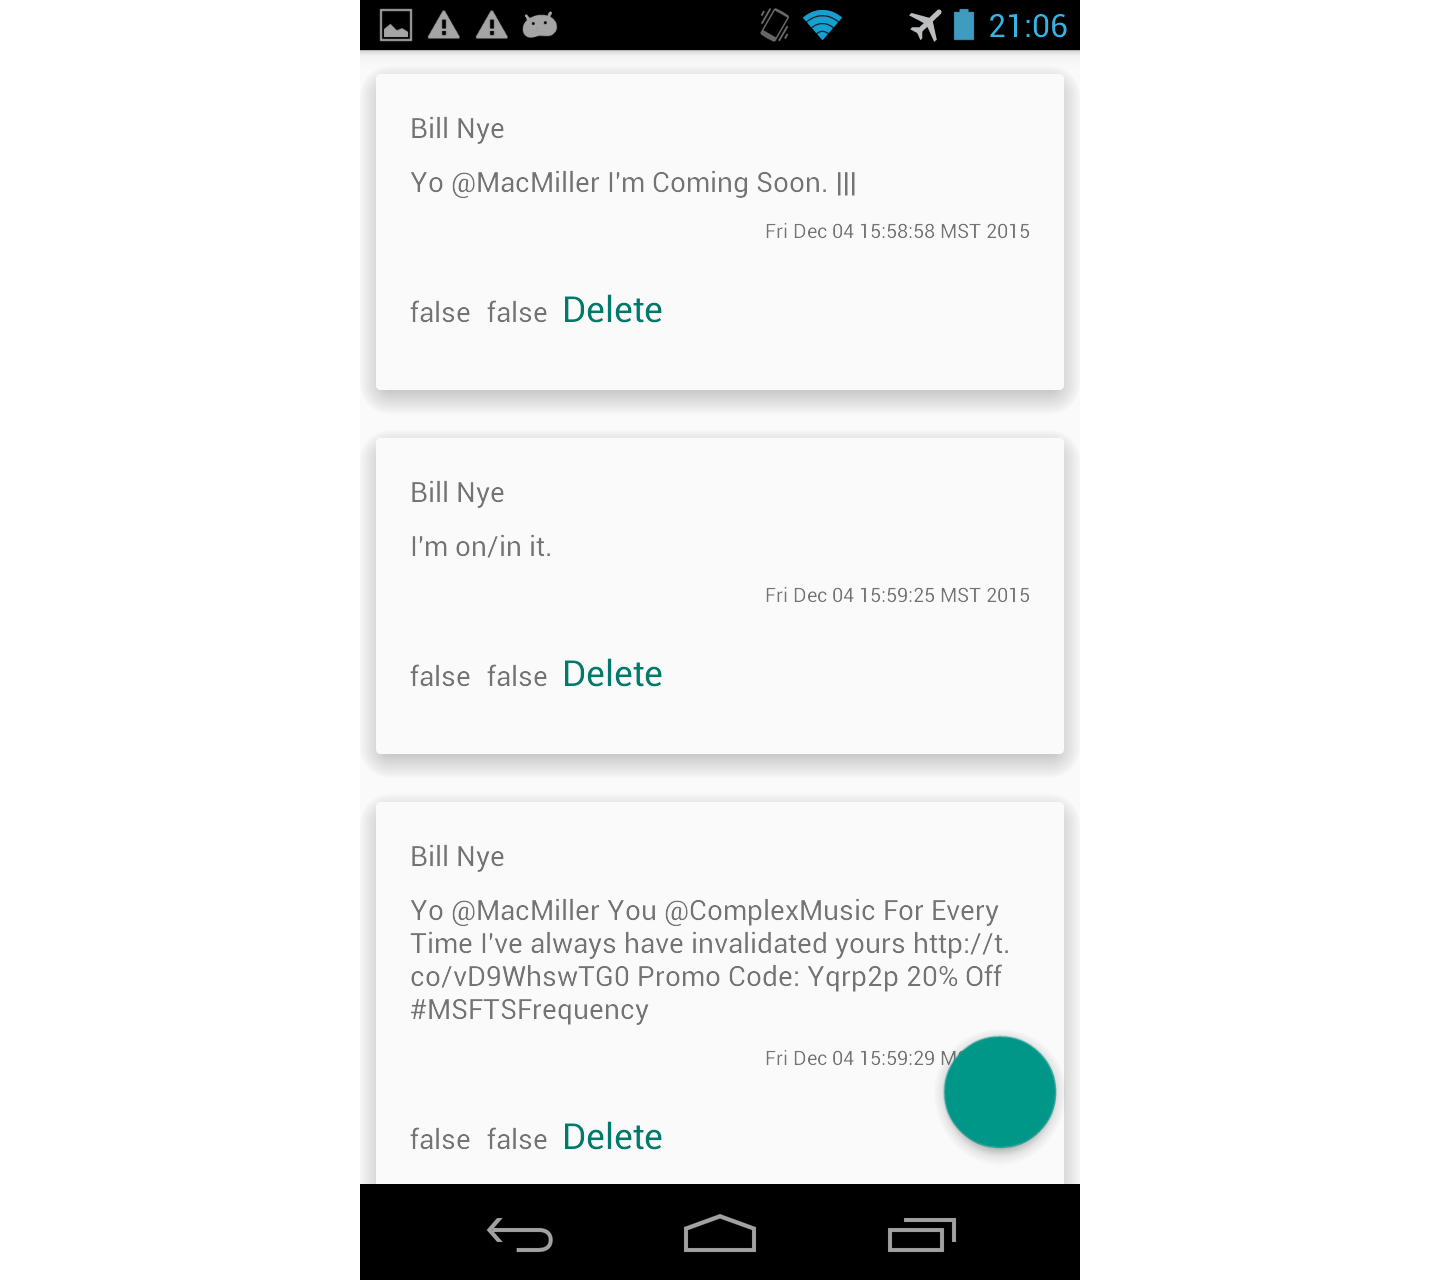 21:06
Bill Nye
Yo @MacMiller I'm Coming Soon. |||
Fri Dec 04 15:58:58 MST 2015
false false Delete
Bill Nye
I'm on/in it.
Fri Dec 04 15:59:25 MST 2015
false false Delete
Bill Nye
Yo @MacMiller You @ComplexMusic For Every
Time I've always have invalidated yours http://t.
co/vD9WhswTG0 Promo Code: Yqrp2p 20% Off
#MSFTSFrequency
Fri Dec 04 15:59:29
false false Delete